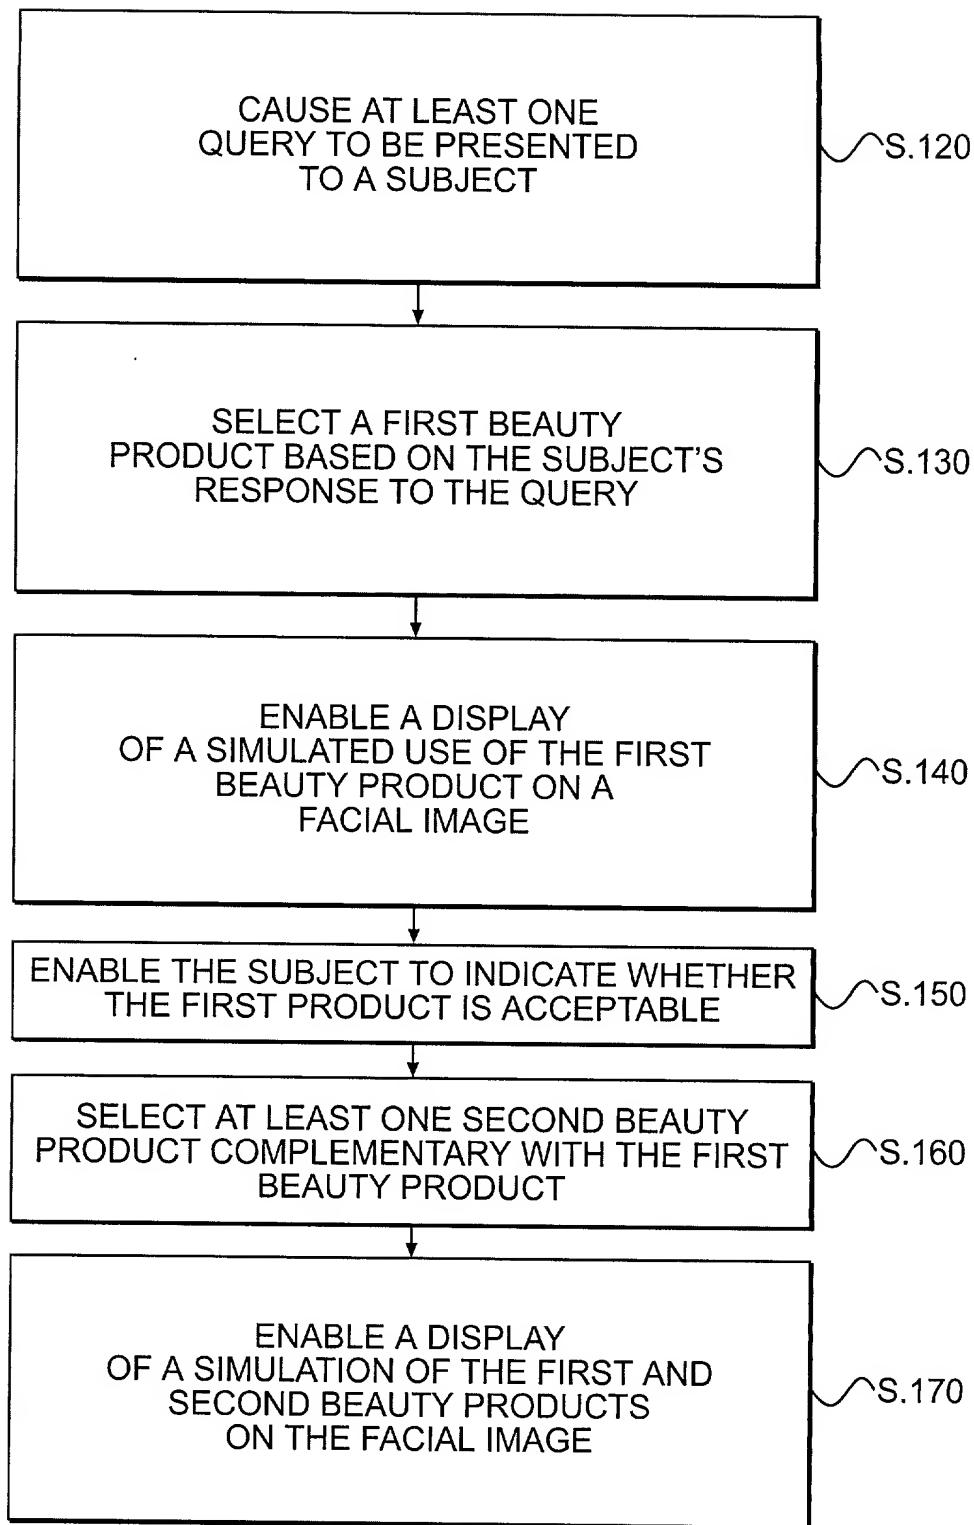 CAUSE AT LEAST ONE
QUERY TO BE PRESENTED
TO A SUBJECT
S.120
SELECT A FIRST BEAUTY
PRODUCT BASED ON THE SUBJECT'S
RESPONSE TO THE QUERY
S.130
ENABLE A DISPLAY
OF A SIMULATED USE OF THE FIRST
BEAUTY PRODUCT ON A
FACIAL IMAGE
S.140
ENABLE THE SUBJECT TO INDICATE WHETHER
THE FIRST PRODUCT IS ACCEPTABLE
S.150
SELECT AT LEAST ONE SECOND BEAUTY
PRODUCT COMPLEMENTARY WITH THE FIRST
BEAUTY PRODUCT
S.160
ENABLE A DISPLAY
OF A SIMULATION OF THE FIRST AND
SECOND BEAUTY PRODUCTS
ON THE FACIAL IMAGE
S.170